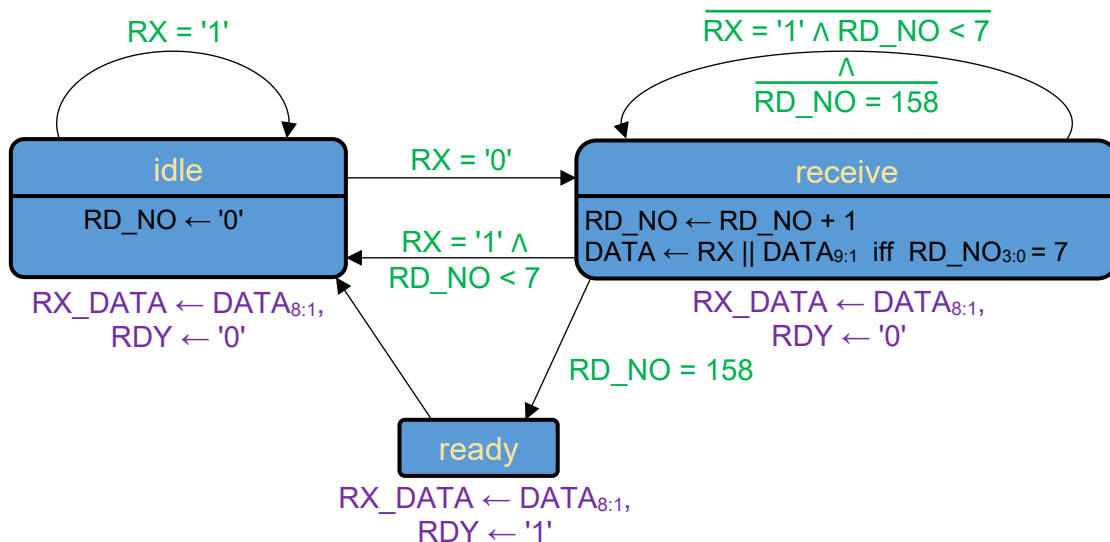 RX = '1'
RX = '1' Λ RD_NO < 7
Λ
RD_NO = 158
idle
RD_NO ← '0'
RX_DATA ← DATA8:1,
RDY ← '0'
RX = '0'
RX = '1' Λ
RD_NO < 7
receive
RD_NO ← RD_NO + 1
DATA ← RX || DATA9:1 iff RD_NO3:0 = 7
RX_DATA ← DATA8:1,
RDY ← '0'
RD_NO = 158
ready
RX_DATA ← DATA8:1,
RDY ← '1'